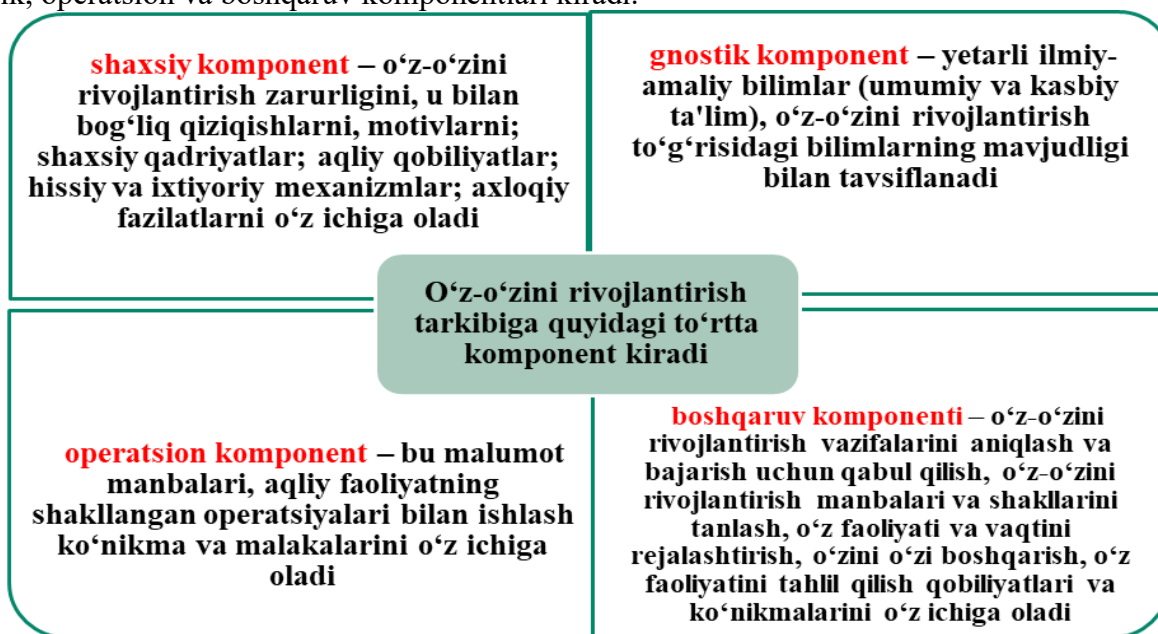 operatsion va boshqaruv komponentlari kiradi.
shaxsiy komponent – o‘z-o‘zini
rivojlantirish zarurligini, u bilan
bog‘liq qiziqishlarni, motivlarni;
shaxsiy qadriyatlar; aqliy qobiliyatlar;
hissiy va ixtiyoriy mexanizmlar; axloqiy
fazilatlarni o‘z ichiga oladi
gnostik komponent – yetarli ilmiy-
amaliy bilimlar (umumiy va kasbiy
ta'lim), o‘z-o‘zini rivojlantirish
to‘g‘risidagi bilimlarning mavjudligi
bilan tavsiflanadi
O‘z-o‘zini rivojlantirish
tarkibiga quyidagi to‘rtta
komponent kiradi
operatsion komponent – bu malumot
manbalari, aqliy faoliyatning
shakllangan operatsiyalari bilan ishlash
ko‘nikma va malakalarini o‘z ichiga
oladi
boshqaruv komponenti – o‘z-o‘zini
rivojlantirish vazifalarini aniqlash va
bajarish uchun qabul qilish, o‘z-o‘zini
rivojlantirish manbalari va shakllarini
tanlash, o‘z faoliyati va vaqtini
rejalashtirish, o‘zini o‘zi boshqarish, o‘z
faoliyatini tahlil qilish qobiliyatlari va
ko‘nikmalarini o‘z ichiga oladi